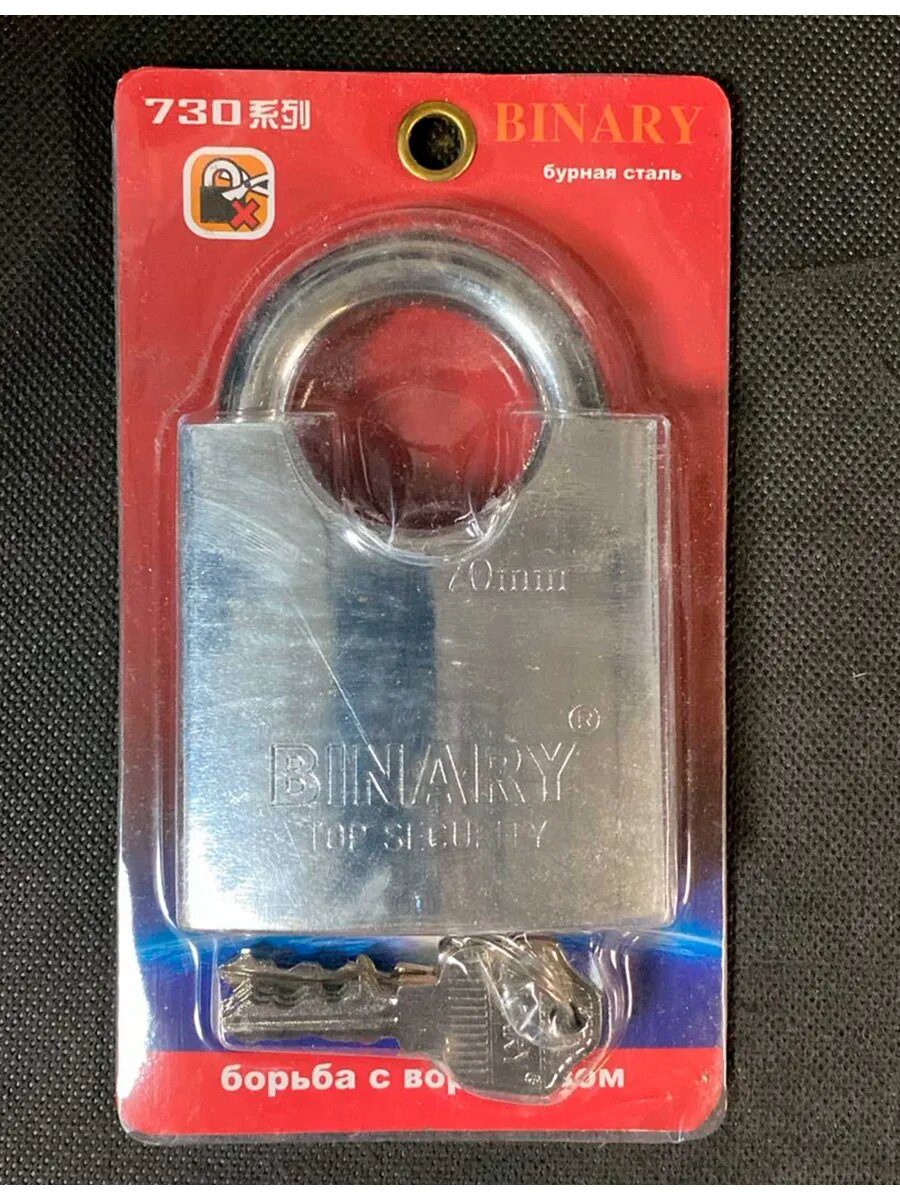 730系列
BINARY
бурная сталь
70mm
BINARY®
TOP SECURITY
борьба с